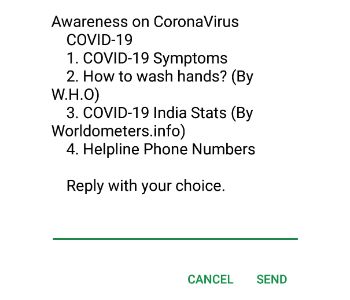 Awareness on CoronaVirus
COVID-19
1. COVID-19 Symptoms
2. How to wash hands? (By
W.H.O)
3. COVID-19 India Stats (By
Worldometers.info)
4. Helpline Phone Numbers
Reply with your choice.
CANCEL SEND